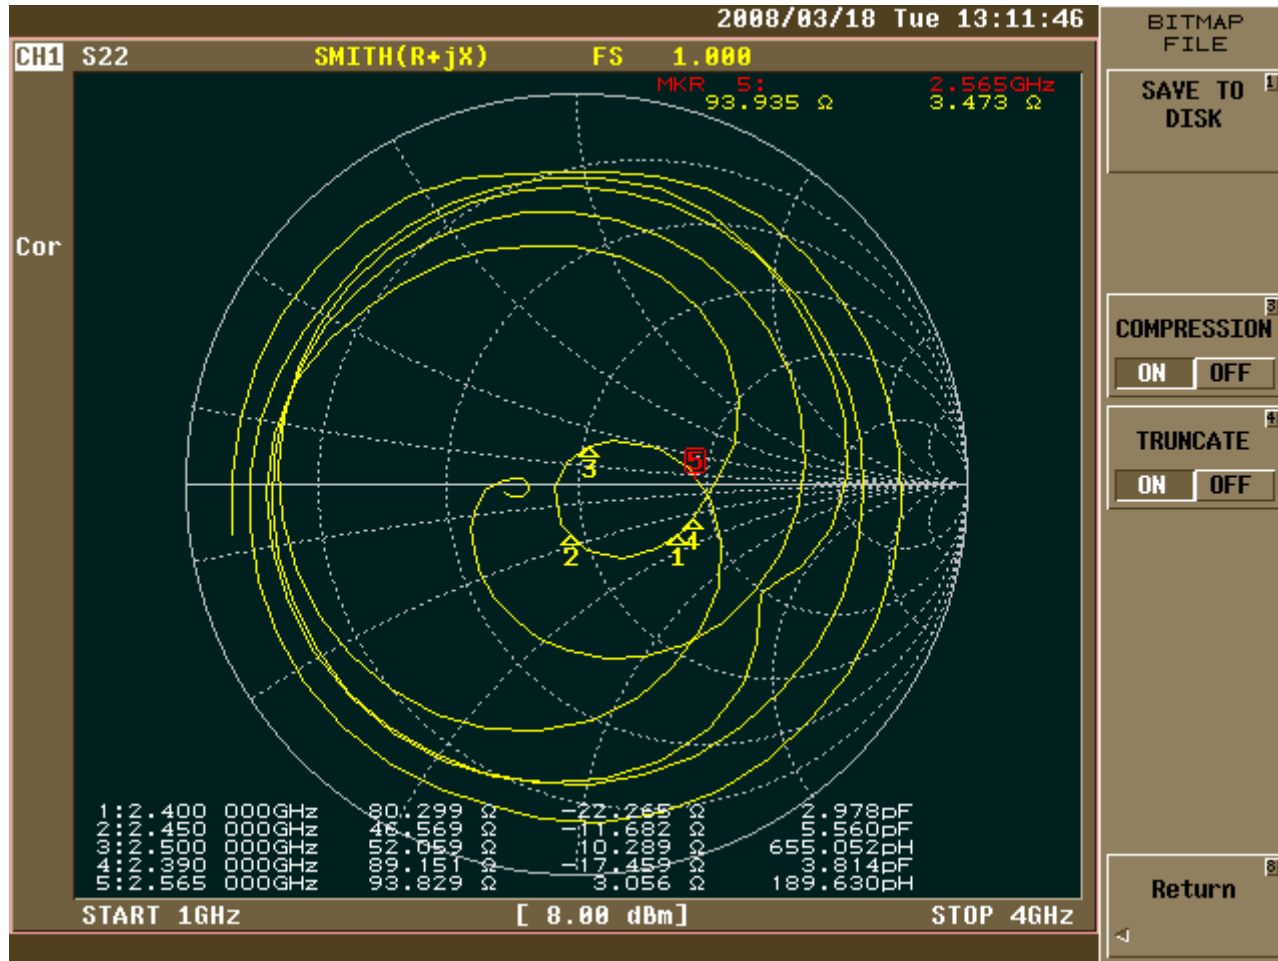 2008/03/18 Tue 13:11:46
CH1 S22 SMITH(R+jX) FS 1.000
MKR 5: 2.565GHz
93.935 Ω 3.473 Ω
Cor
3
5
2
1
4
1:2.400 000GHz 80.299 Ω -22.265 Ω 2.978pF
2:2.450 000GHz 46.569 Ω -11.682 Ω 5.560pF
3:2.500 000GHz 52.059 Ω 10.289 Ω 655.052pH
4:2.390 000GHz 89.151 Ω -17.459 Ω 3.814pF
5:2.565 000GHz 93.829 Ω 3.056 Ω 189.630pH
START 1GHz [ 8.00 dBm] STOP 4GHz
BITMAP
FILE
SAVE TO 1
DISK
3
COMPRESSION
ON OFF
4
TRUNCATE
ON OFF
8
Return